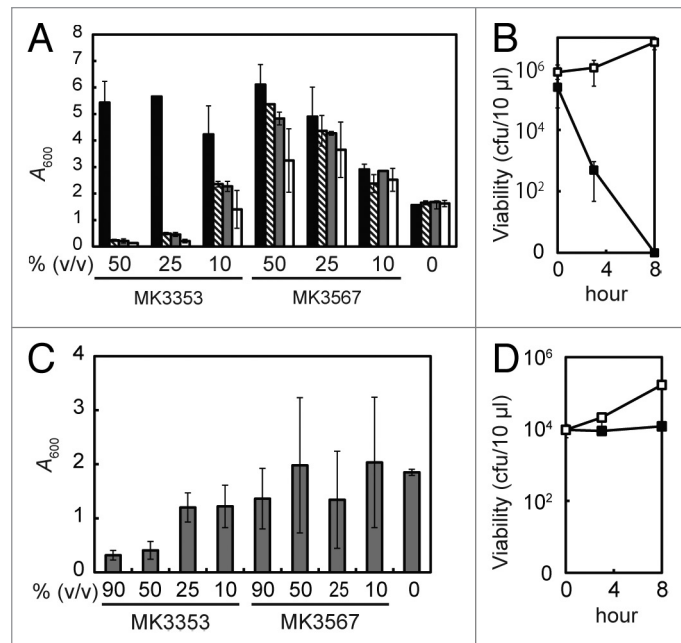 A
8
7
6
5
4
3
2
1
0
A600
% (v/v) 50 25 10 50 25 10 0
MK3353 MK3567
B
10^6
10^4
10^2
0
Viability (cfu/10 µl)
0 4 8
hour
C
4
3
2
1
0
A600
% (v/v) 90 50 25 10 90 50 25 10 0
MK3353 MK3567
D
10^6
10^4
10^2
0
Viability (cfu/10 µl)
0 4 8
hour